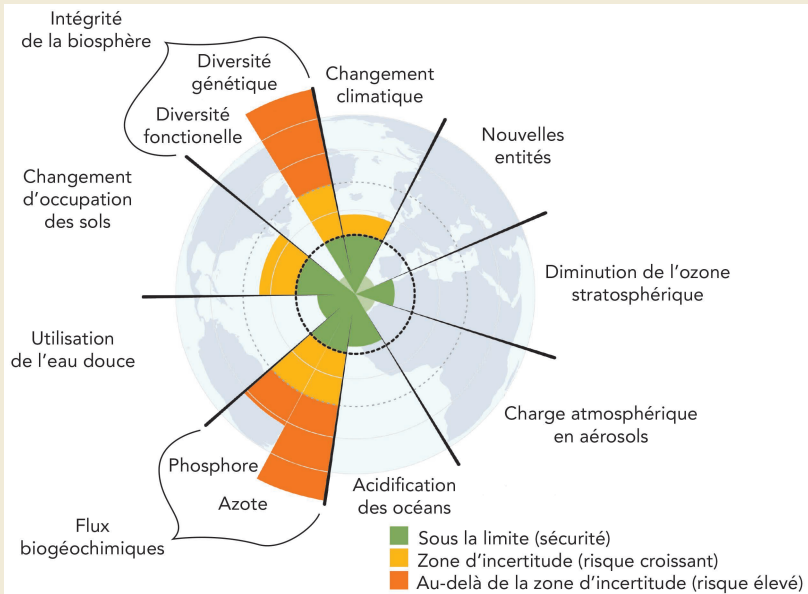 Intégrité
de la biosphère
Diversité
génétique
Diversité
fonctionelle
Changement
climatique
Nouvelles
entités
Changement
d'occupation
des sols
Diminution de l'ozone
stratosphérique
Utilisation
de l'eau douce
Charge atmosphérique
en aérosols
Phosphore
Azote
Acidification
des océans
Flux
biogéochimiques
Sous la limite (sécurité)
Zone d'incertitude (risque croissant)
Au-delà de la zone d'incertitude (risque élevé)